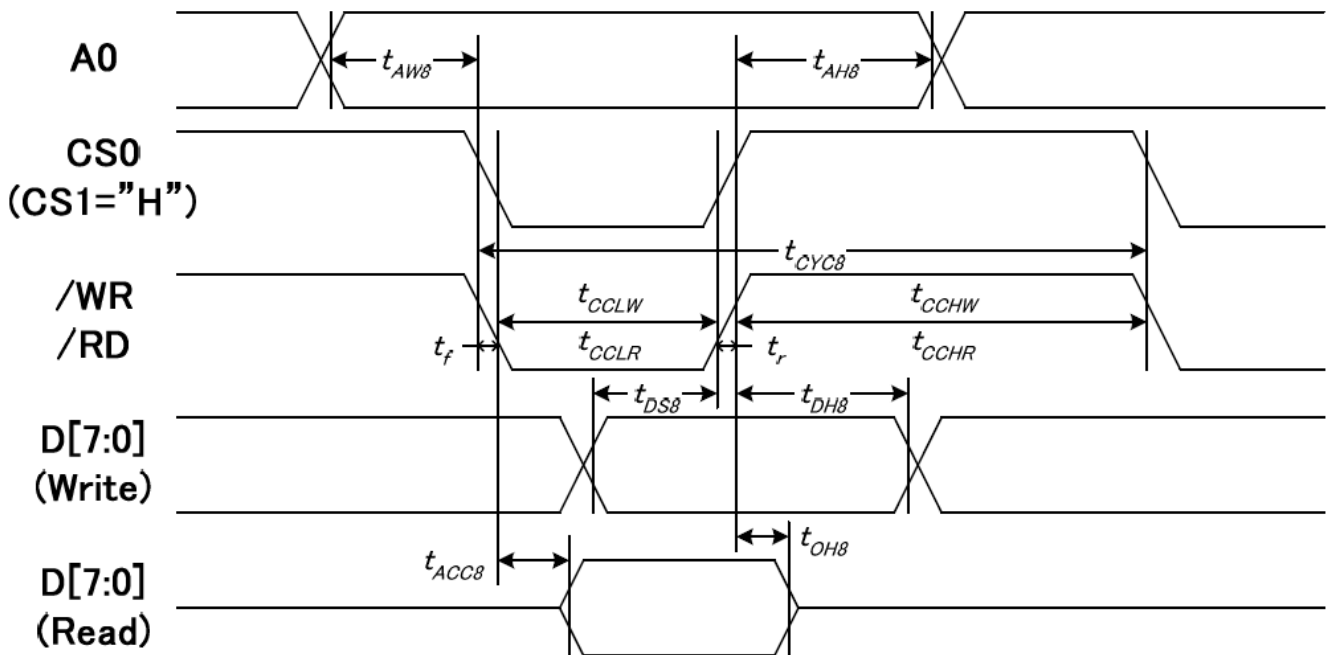 A0
t_AW8
t_AH8
CS0
(CS1="H")
t_CYC8
/WR
/RD
t_CCLW
t_CCHW
t_f
t_CCLR
t_r
t_CCHR
t_DS8
t_DH8
D[7:0]
(Write)
t_OH8
t_ACC8
D[7:0]
(Read)